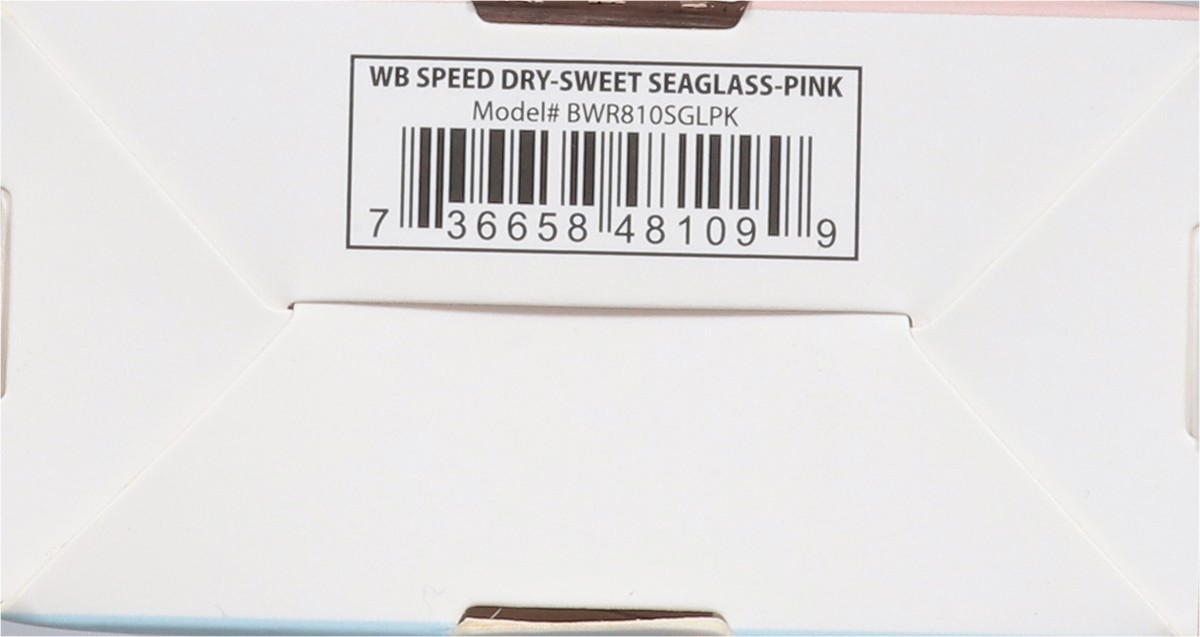 WB SPEED DRY-SWEET SEAGLASS-PINK
Model# BWR810SGLPK
7 36658 48109 9